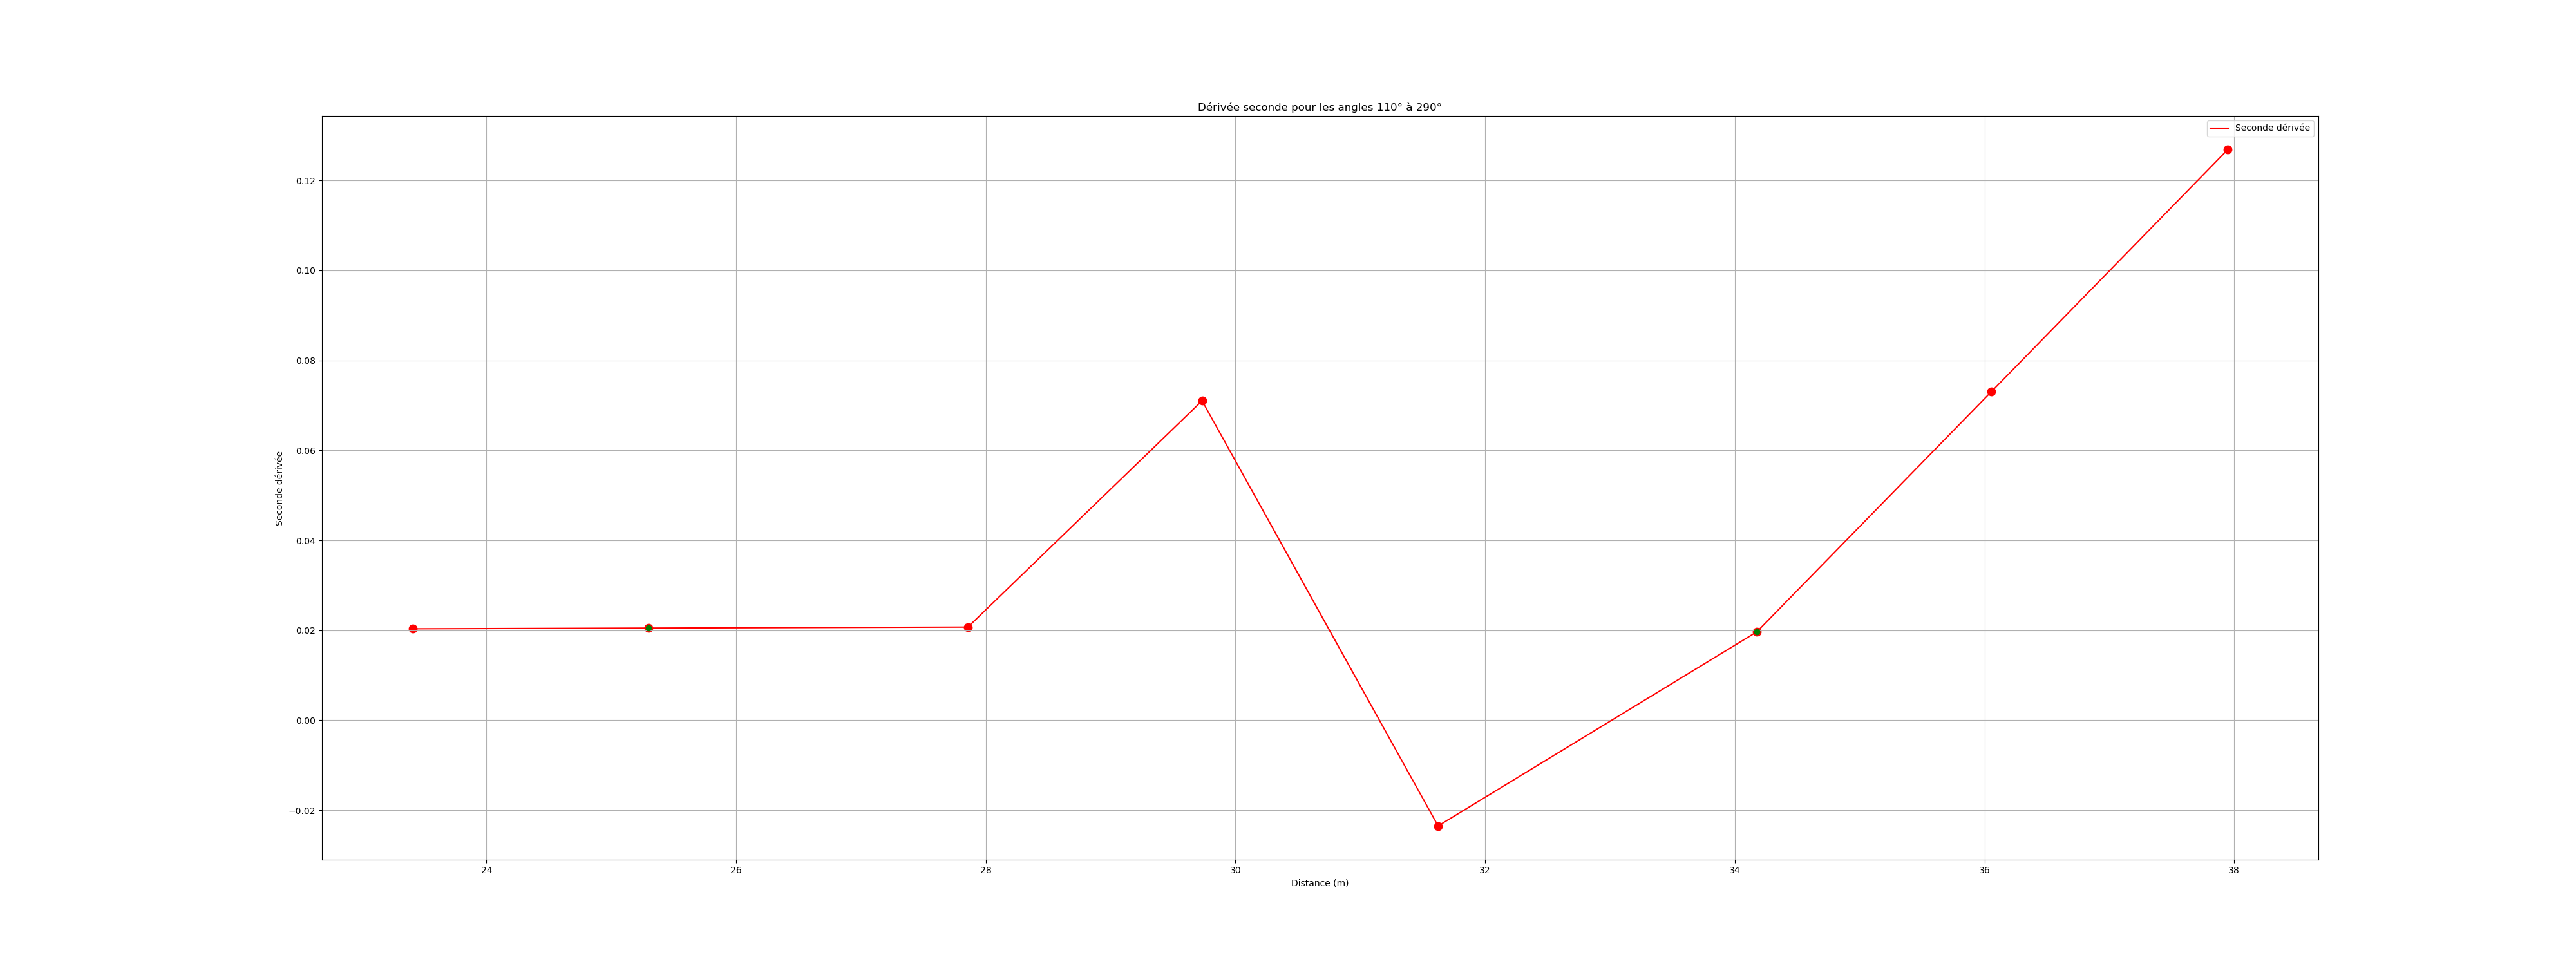 Dérivée seconde pour les angles 110° à 290°
Seconde dérivée
0.12
0.10
0.08
0.06
0.04
0.02
0.00
−0.02
Seconde dérivée
24 26 28 30 32 34 36 38
Distance (m)